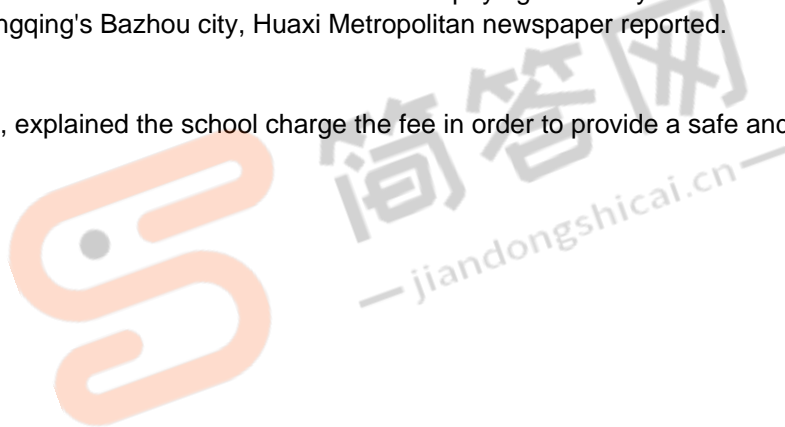 ngqing's Bazhou city, Huaxi Metropolitan newspaper reported.
简答网
, explained the school charge the fee in order to provide a safe and
jiandongshicai.cn